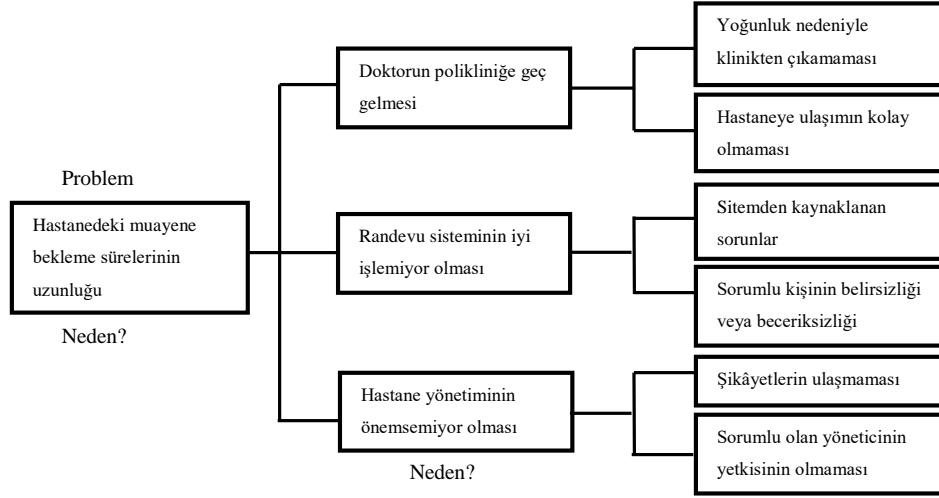 Problem
Hastanedeki muayene
bekleme sürelerinin
uzunluğu
Neden?
Doktorun polikliniğe geç
gelmesi
Randevu sisteminin iyi
işlemiyor olması
Hastane yönetiminin
önemsemiyor olması
Neden?
Yoğunluk nedeniyle
klinikten çıkamaması
Hastaneye ulaşımın kolay
olmaması
Sitemden kaynaklanan
sorunlar
Sorumlu kişinin belirsizliği
veya beceriksizliği
Şikâyetlerin ulaşmaması
Sorumlu olan yöneticinin
yetkisinin olmaması